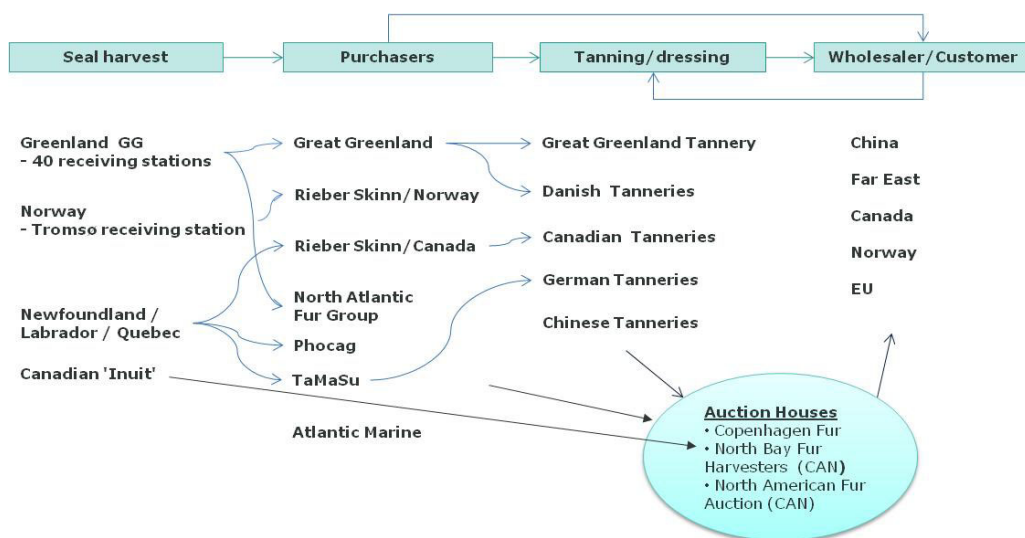 Seal harvest
Purchasers
Tanning/dressing
Wholesaler/Customer
Greenland GG
- 40 receiving stations
Norway
- Tromsø receiving station
Newfoundland /
Labrador / Quebec
Canadian 'Inuit'
Great Greenland
Rieber Skinn/Norway
Rieber Skinn/Canada
North Atlantic
Fur Group
Phocag
TaMaSu
Atlantic Marine
Great Greenland Tannery
Danish Tanneries
Canadian Tanneries
German Tanneries
Chinese Tanneries
China
Far East
Canada
Norway
EU
Auction Houses
• Copenhagen Fur
• North Bay Fur
Harvesters (CAN)
• North American Fur
Auction (CAN)